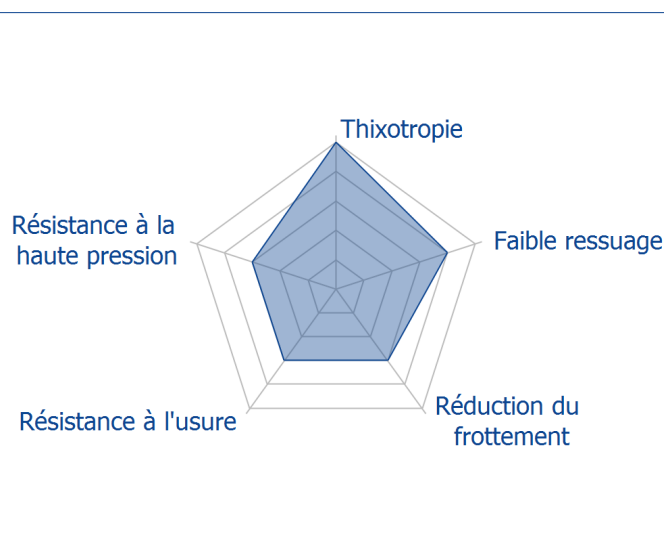 Thixotropie
Résistance à la
haute pression
Faible ressuage
Résistance à l'usure
Réduction du
frottement